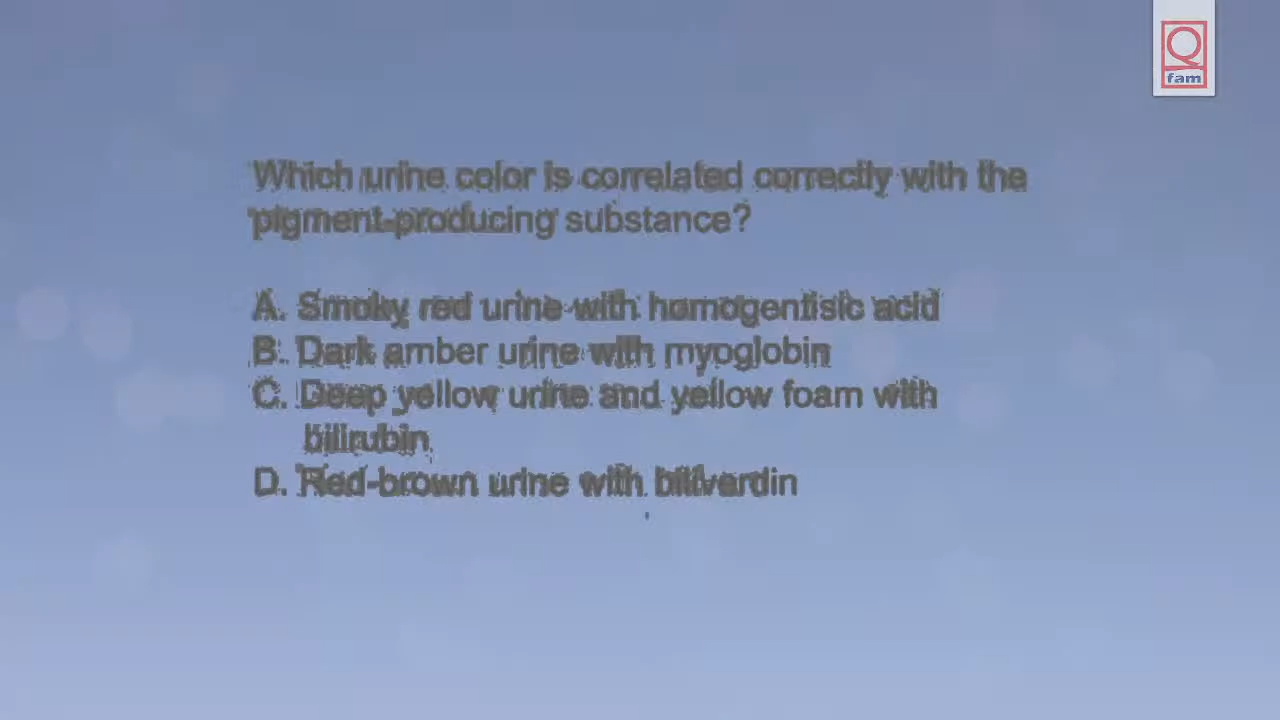 Q
fam
Which urine color is correlated correctly with the
pigment-producing substance?
A. Smoky red urine with homogentisic acid
B. Dark amber urine with myoglobin
C. Deep yellow urine and yellow foam with
bilirubin
D. Red-brown urine with biliverdin